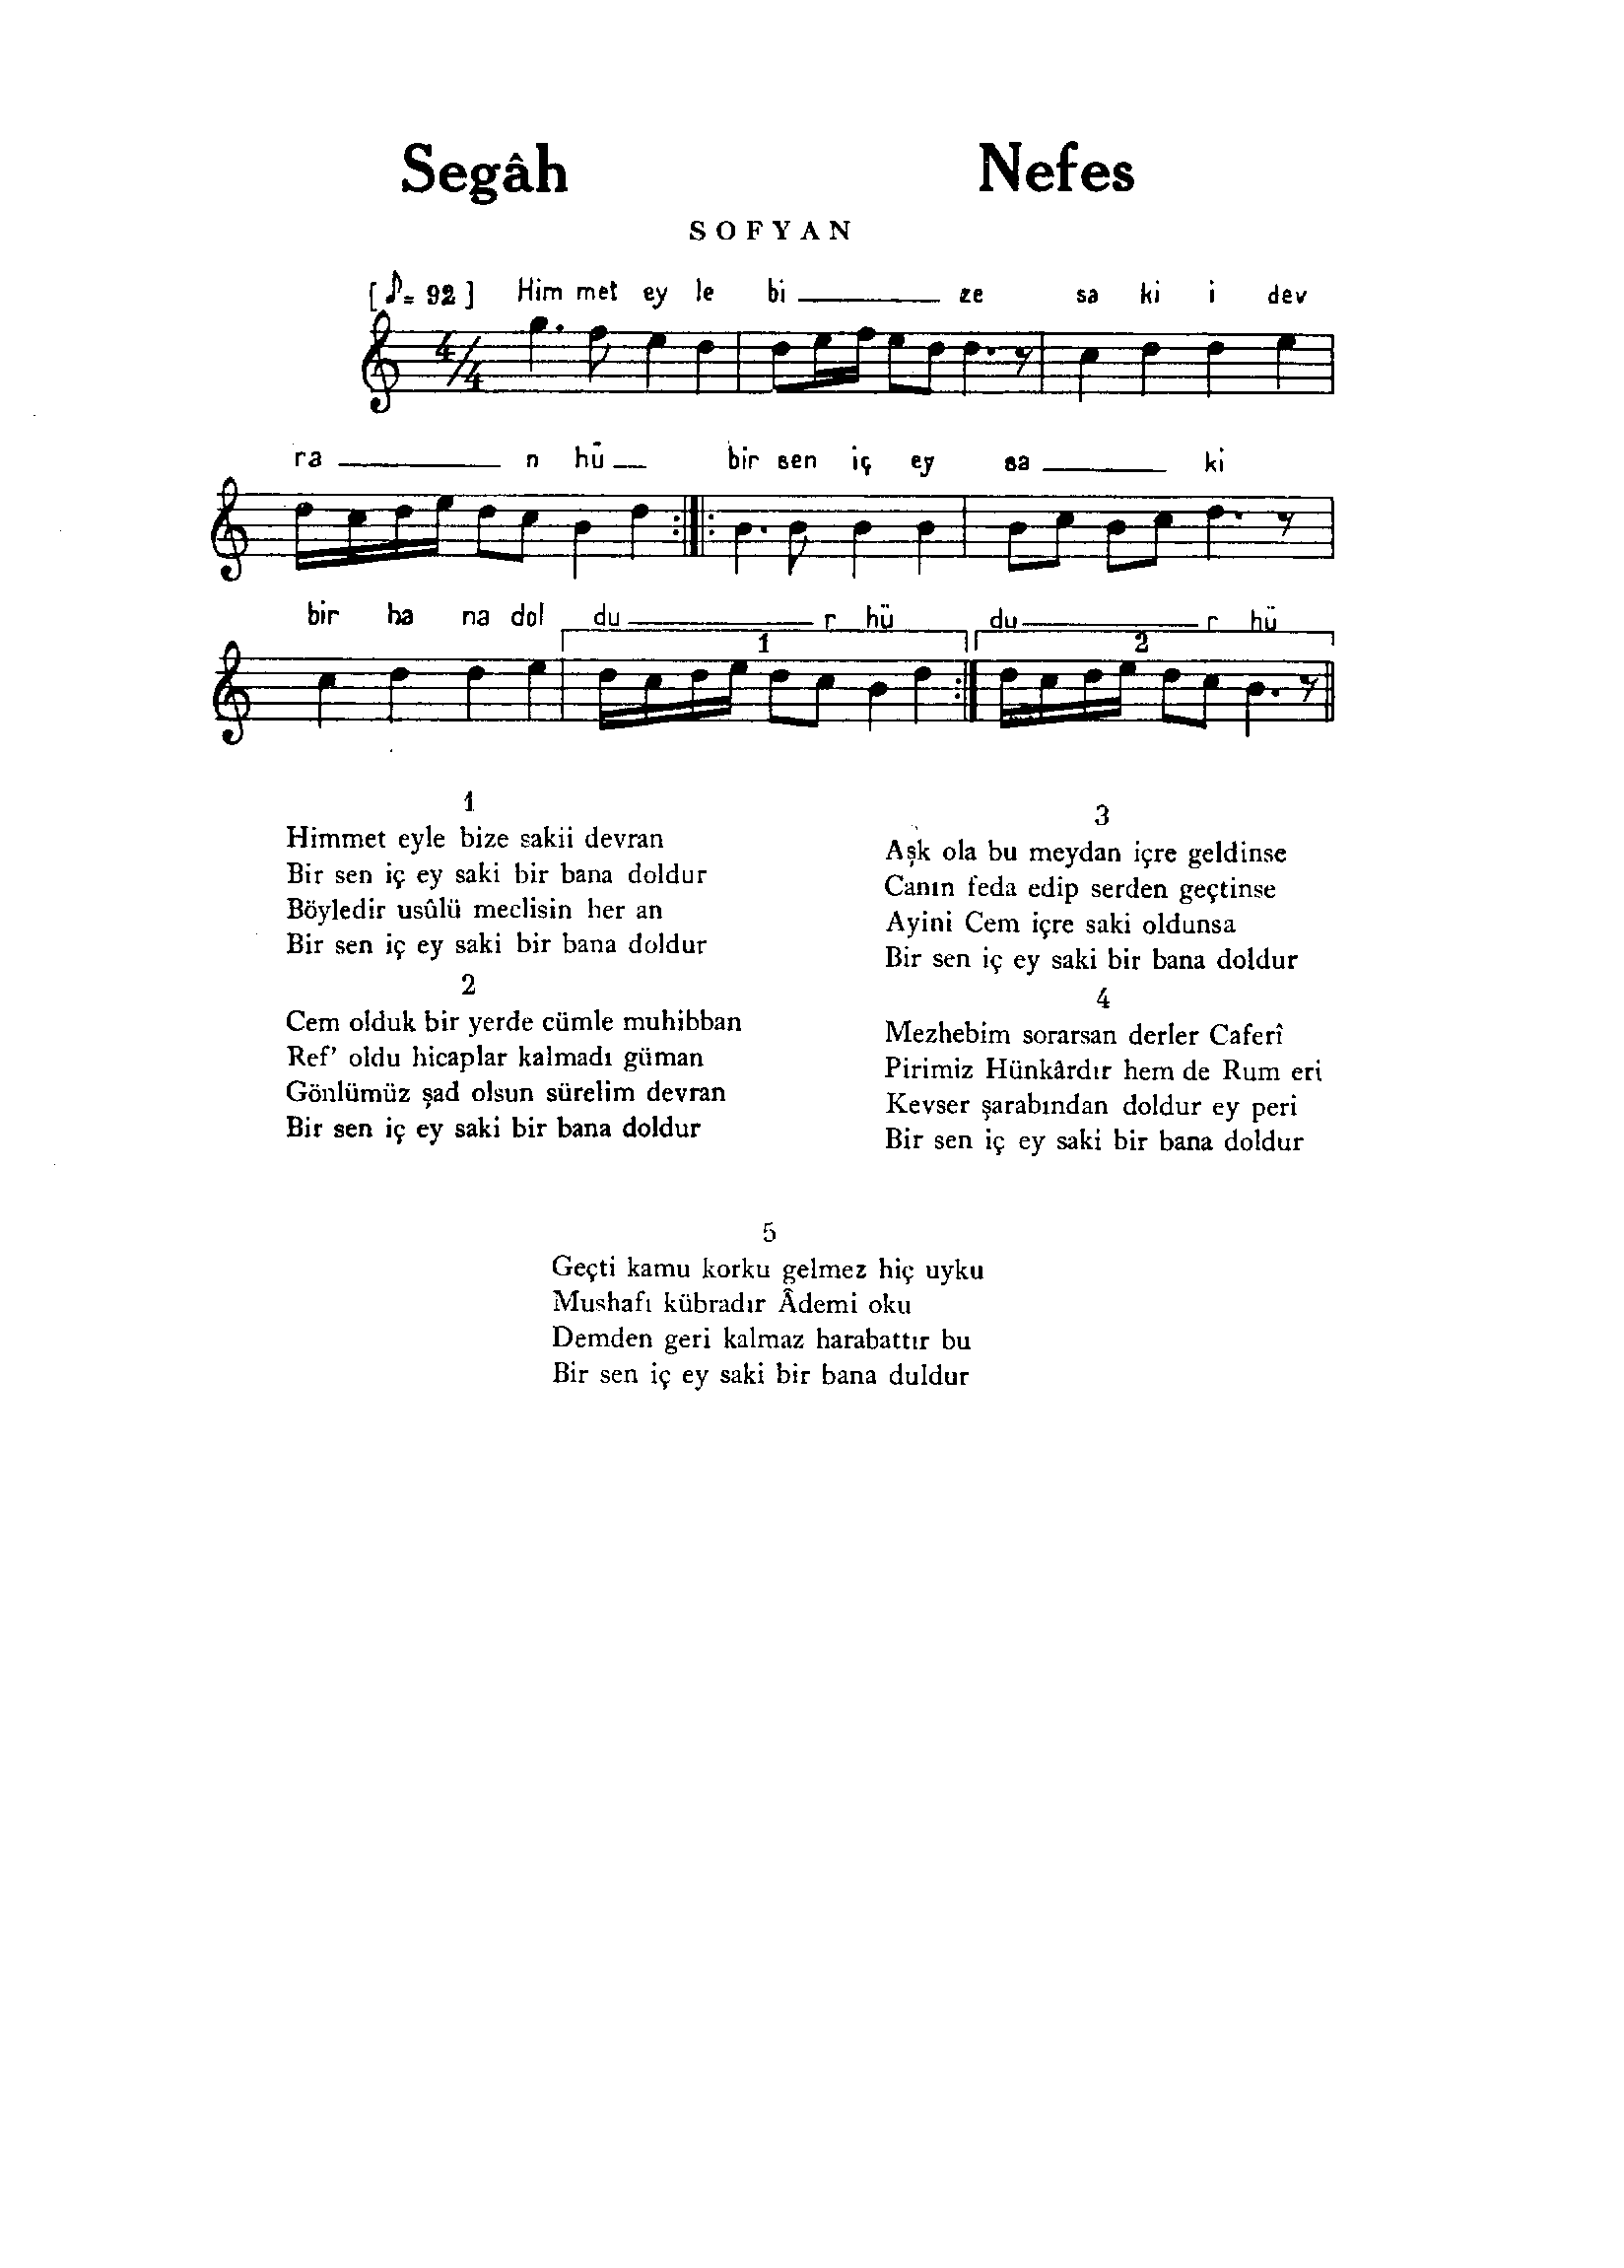 Segâh Nefes
SOFYAN
[♪= 92] Him met ey le bi ze sa ki i dev
4/4
ra n hü bir sen iç ey sa ki
bir ba na dol du r hü du r hü
1 2
1
Himmet eyle bize sakii devran
Bir sen iç ey saki bir bana doldur
Böyledir usûlü meclisin her an
Bir sen iç ey saki bir bana doldur
2
Cem olduk bir yerde cümle muhibban
Ref' oldu hicaplar kalmadı güman
Gönlümüz şad olsun sürelim devran
Bir sen iç ey saki bir bana doldur
3
Aşk ola bu meydan içre geldinse
Canın feda edip serden geçtinse
Ayini Cem içre saki oldunsa
Bir sen iç ey saki bir bana doldur
4
Mezhebim sorarsan derler Caferî
Pirimiz Hünkârdır hem de Rum eri
Kevser şarabından doldur ey peri
Bir sen iç ey saki bir bana doldur
5
Geçti kamu korku gelmez hiç uyku
Mushafı kübradır Âdemi oku
Demden geri kalmaz harabattır bu
Bir sen iç ey saki bir bana duldur